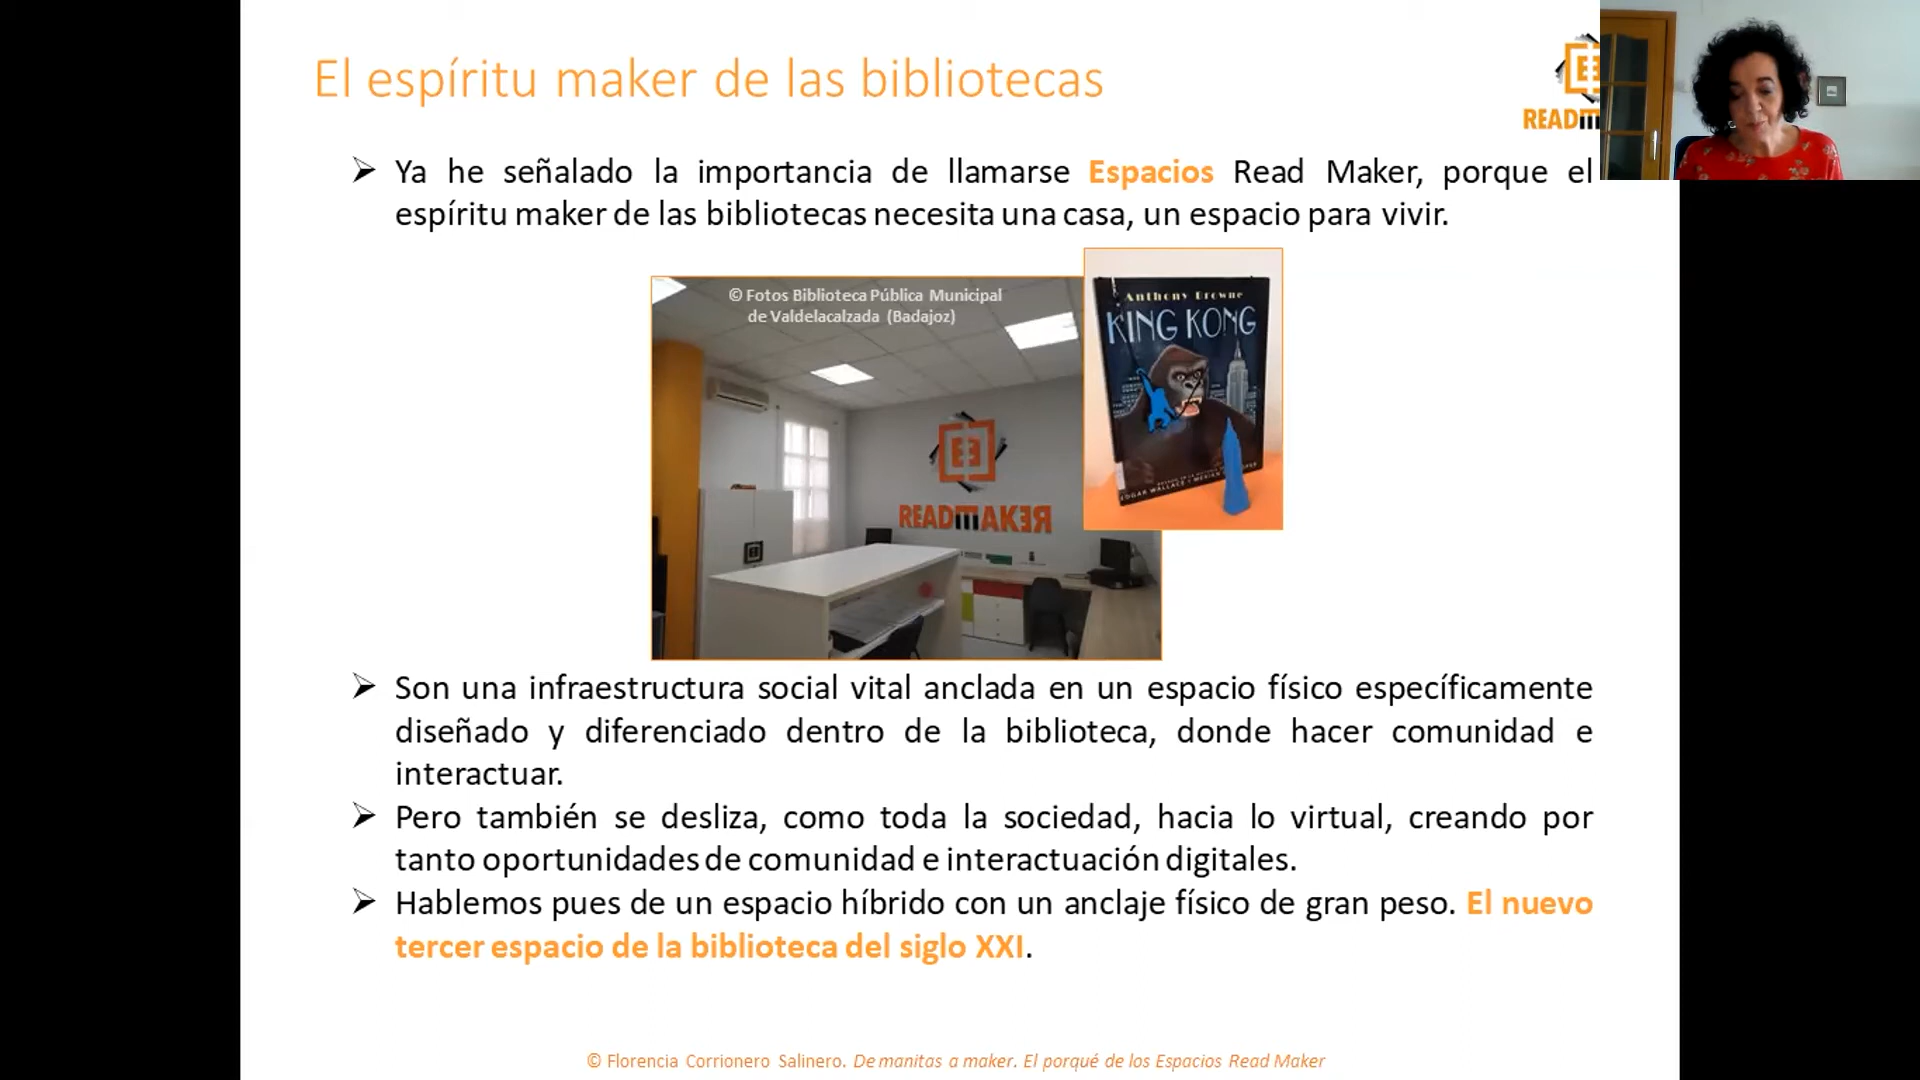 El espíritu maker de las bibliotecas
READM
Ya he señalado la importancia de llamarse Espacios Read Maker, porque el
espíritu maker de las bibliotecas necesita una casa, un espacio para vivir.
© Fotos Biblioteca Pública Municipal
de Valdelacalzada (Badajoz)
Anthony Browne
KING KONG
EDGAR WALLACE
READMAKER
Son una infraestructura social vital anclada en un espacio físico específicamente
diseñado y diferenciado dentro de la biblioteca, donde hacer comunidad e
interactuar.
Pero también se desliza, como toda la sociedad, hacia lo virtual, creando por
tanto oportunidades de comunidad e interactuación digitales.
Hablemos pues de un espacio híbrido con un anclaje físico de gran peso. El nuevo
tercer espacio de la biblioteca del siglo XXI.
© Florencia Corrionero Salinero. De manitas a maker. El porqué de los Espacios Read Maker